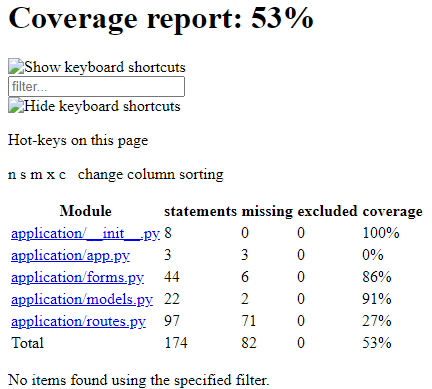 Coverage report: 53%
Show keyboard shortcuts
filter...
Hide keyboard shortcuts
Hot-keys on this page
n s m x c change column sorting
Module statements missing excluded coverage
application/__init__.py 8 0 0 100%
application/app.py 3 3 0 0%
application/forms.py 44 6 0 86%
application/models.py 22 2 0 91%
application/routes.py 97 71 0 27%
Total 174 82 0 53%
No items found using the specified filter.